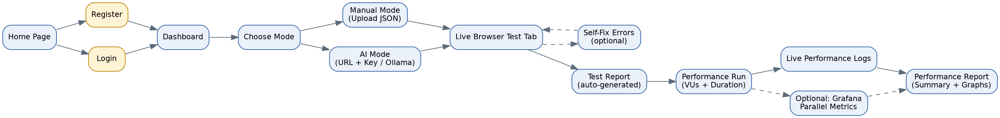 Home Page
Register
Login
Dashboard
Choose Mode
Manual Mode
(Upload JSON)
AI Mode
(URL + Key / Ollama)
Live Browser Test Tab
Self-Fix Errors
(optional)
Test Report
(auto-generated)
Performance Run
(VUs + Duration)
Live Performance Logs
Optional: Grafana
Parallel Metrics
Performance Report
(Summary + Graphs)